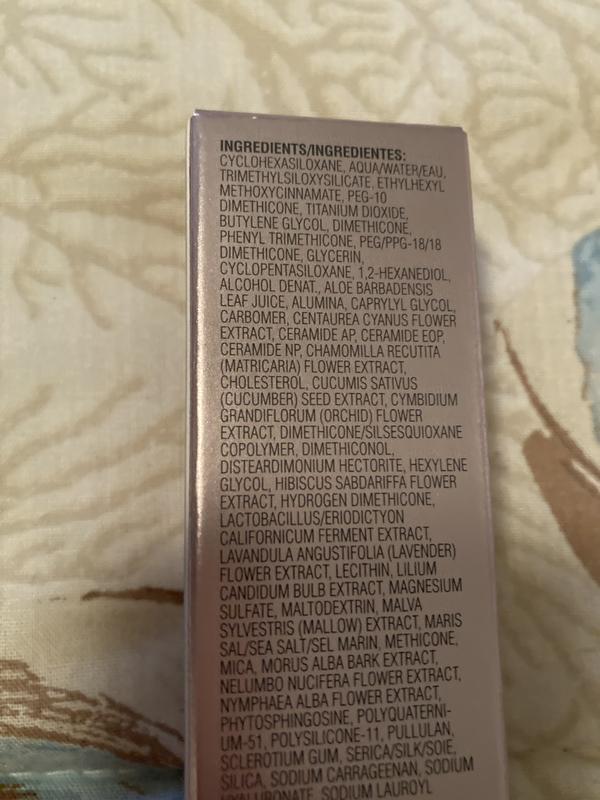 INGREDIENTS/INGREDIENTES:
CYCLOHEXASILOXANE, AQUA/WATER/EAU,
TRIMETHYLSILOXYSILICATE, ETHYLHEXYL
METHOXYCINNAMATE, PEG-10
DIMETHICONE, TITANIUM DIOXIDE,
BUTYLENE GLYCOL, DIMETHICONE,
PHENYL TRIMETHICONE, PEG/PPG-18/18
DIMETHICONE, GLYCERIN,
CYCLOPENTASILOXANE, 1,2-HEXANEDIOL,
ALCOHOL DENAT., ALOE BARBADENSIS
LEAF JUICE, ALUMINA, CAPRYLYL GLYCOL,
CARBOMER, CENTAUREA CYANUS FLOWER
EXTRACT, CERAMIDE AP, CERAMIDE EOP,
CERAMIDE NP, CHAMOMILLA RECUTITA
(MATRICARIA) FLOWER EXTRACT,
CHOLESTEROL, CUCUMIS SATIVUS
(CUCUMBER) SEED EXTRACT, CYMBIDIUM
GRANDIFLORUM (ORCHID) FLOWER
EXTRACT, DIMETHICONE/SILSESQUIOXANE
COPOLYMER, DIMETHICONOL,
DISTEARDIMONIUM HECTORITE, HEXYLENE
GLYCOL, HIBISCUS SABDARIFFA FLOWER
EXTRACT, HYDROGEN DIMETHICONE,
LACTOBACILLUS/ERIODICTYON
CALIFORNICUM FERMENT EXTRACT,
LAVANDULA ANGUSTIFOLIA (LAVENDER)
FLOWER EXTRACT, LECITHIN, LILIUM
CANDIDUM BULB EXTRACT, MAGNESIUM
SULFATE, MALTODEXTRIN, MALVA
SYLVESTRIS (MALLOW) EXTRACT, MARIS
SAL/SEA SALT/SEL MARIN, METHICONE,
MICA, MORUS ALBA BARK EXTRACT,
NELUMBO NUCIFERA FLOWER EXTRACT,
NYMPHAEA ALBA FLOWER EXTRACT,
PHYTOSPHINGOSINE, POLYQUATERNI-
UM-51, POLYSILICONE-11, PULLULAN,
SCLEROTIUM GUM, SERICA/SILK/SOIE,
SILICA, SODIUM CARRAGEENAN, SODIUM
HYALURONATE, SODIUM LAUROYL